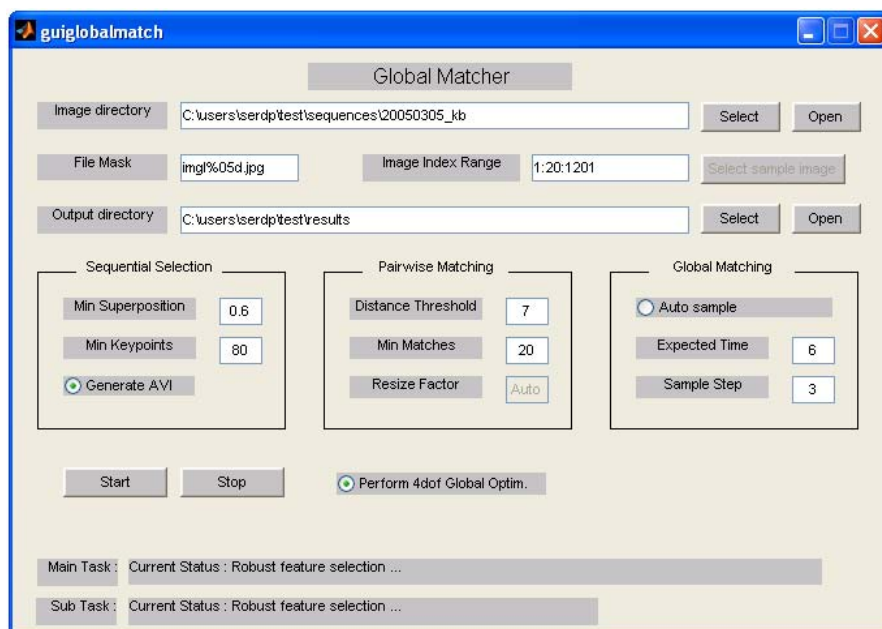 guiglobalmatch
Global Matcher
Image directory C:\users\serdp\test\sequences\20050305_kb Select Open
File Mask imgl%05d.jpg Image Index Range 1:20:1201 Select sample image
Output directory C:\users\serdp\test\results Select Open
Sequential Selection Pairwise Matching Global Matching
Min Superposition 0.6 Distance Threshold 7 Auto sample
Min Keypoints 80 Min Matches 20 Expected Time 6
Generate AVI Resize Factor Auto Sample Step 3
Start Stop Perform 4dof Global Optim.
Main Task : Current Status : Robust feature selection ...
Sub Task : Current Status : Robust feature selection ...